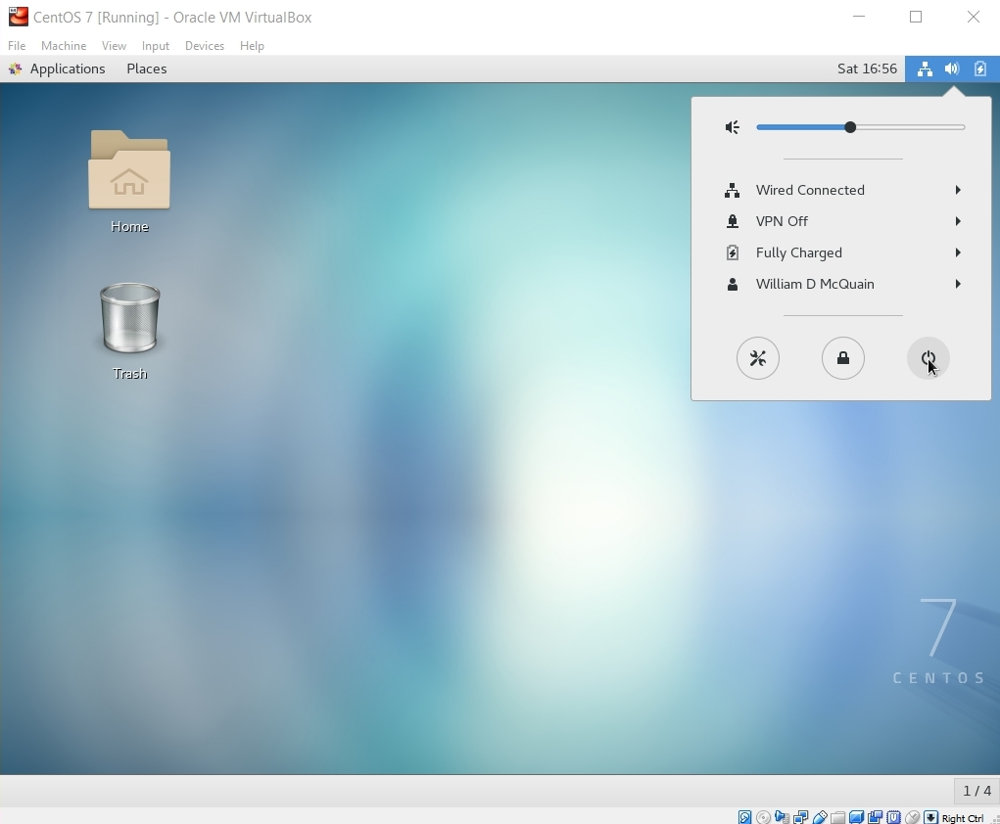 CentOS 7 [Running] - Oracle VM VirtualBox
File Machine View Input Devices Help
Applications Places Sat 16:56
Home
Trash
Wired Connected
VPN Off
Fully Charged
William D McQuain
7
CENTOS
1 / 4
Right Ctrl